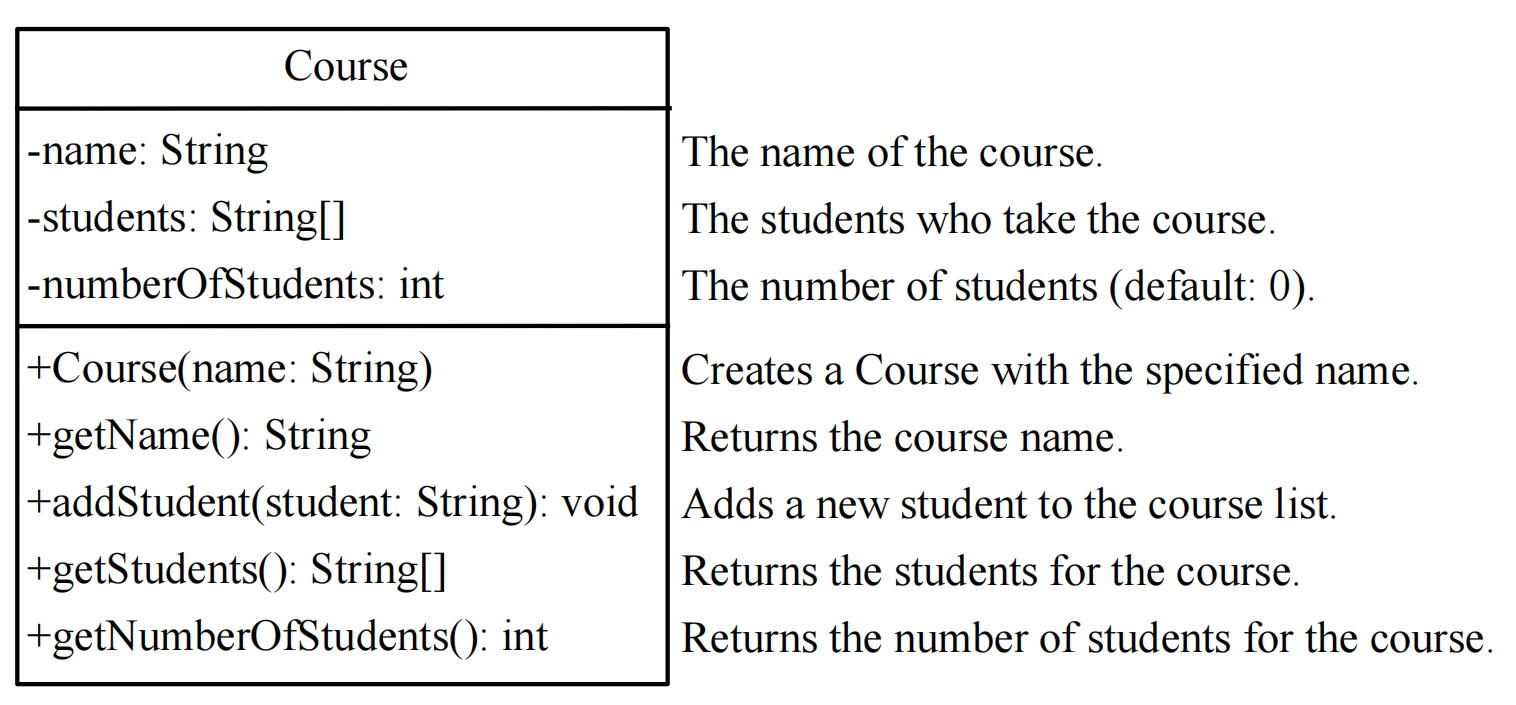 Course
-name: String The name of the course.
-students: String[] The students who take the course.
-numberOfStudents: int The number of students (default: 0).
+Course(name: String) Creates a Course with the specified name.
+getName(): String Returns the course name.
+addStudent(student: String): void Adds a new student to the course list.
+getStudents(): String[] Returns the students for the course.
+getNumberOfStudents(): int Returns the number of students for the course.